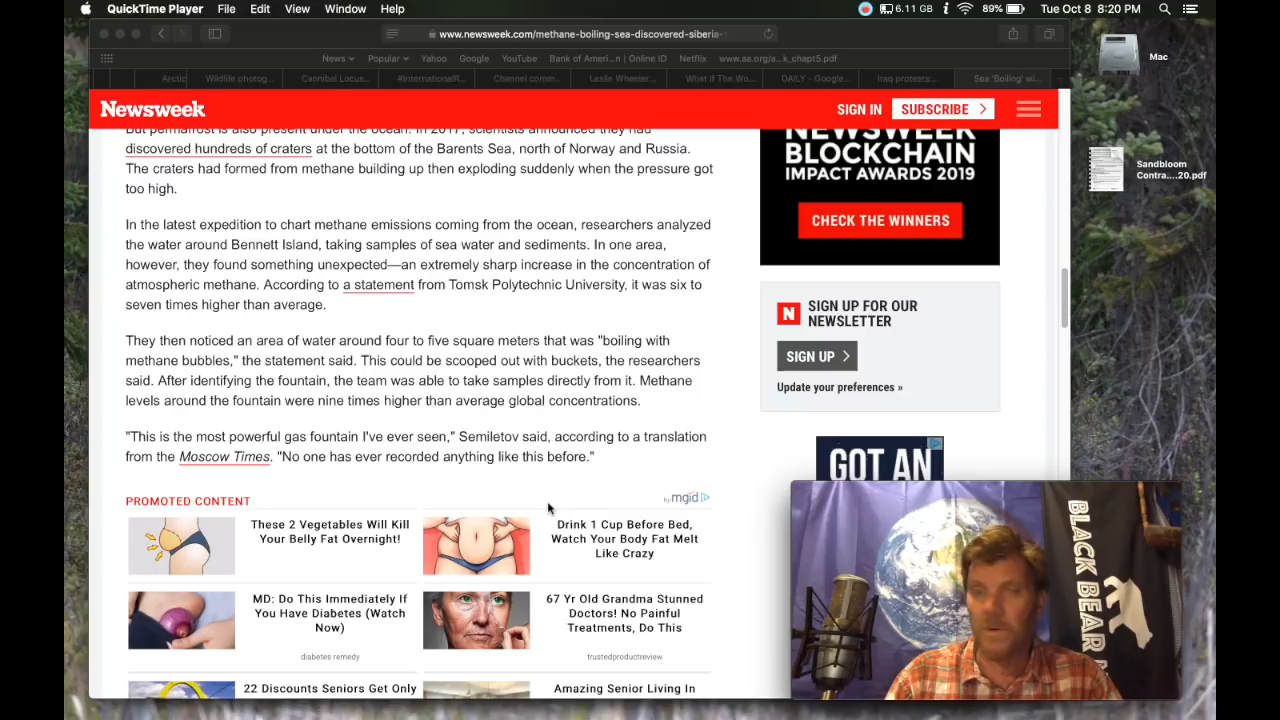 QuickTime Player File Edit View Window Help 6.11 GB 89% Tue Oct 8 8:20 PM
www.newsweek.com/methane-boiling-sea-discovered-siberia-
News Popular Yahoo Google YouTube Bank of Ameri...n | Online ID Netflix www.aa.org/a...k_chapt5.pdf
Arctic Wildlife photog... Cannibal Locus... #InternationalR... Channel comm... Leslie Wheeler... What If The Wo... DAILY - Google... Iraq protests:... Sea 'Boiling' wi...
Mac
Newsweek SIGN IN SUBSCRIBE
But permafrost is also present under the ocean. In 2017, scientists announced they had
discovered hundreds of craters at the bottom of the Barents Sea, north of Norway and Russia.
The craters had formed from methane building up then exploding suddenly when the pressure got
too high.
In the latest expedition to chart methane emissions coming from the ocean, researchers analyzed
the water around Bennett Island, taking samples of sea water and sediments. In one area,
however, they found something unexpected—an extremely sharp increase in the concentration of
atmospheric methane. According to a statement from Tomsk Polytechnic University, it was six to
seven times higher than average.
They then noticed an area of water around four to five square meters that was "boiling with
methane bubbles," the statement said. This could be scooped out with buckets, the researchers
said. After identifying the fountain, the team was able to take samples directly from it. Methane
levels around the fountain were nine times higher than average global concentrations.
"This is the most powerful gas fountain I've ever seen," Semiletov said, according to a translation
from the Moscow Times. "No one has ever recorded anything like this before."
PROMOTED CONTENT by mgid
These 2 Vegetables Will Kill
Your Belly Fat Overnight!
Drink 1 Cup Before Bed,
Watch Your Body Fat Melt
Like Crazy
MD: Do This Immediately If
You Have Diabetes (Watch
Now)
diabetes remedy
67 Yr Old Grandma Stunned
Doctors! No Painful
Treatments, Do This
trustedproductreview
22 Discounts Seniors Get Only
Amazing Senior Living In
NEWSWEEK
BLOCKCHAIN
IMPACT AWARDS 2019
CHECK THE WINNERS
N SIGN UP FOR OUR
NEWSLETTER
SIGN UP
Update your preferences »
GOT AN
Sandbloom
Contra....20.pdf
BLACK BEAR